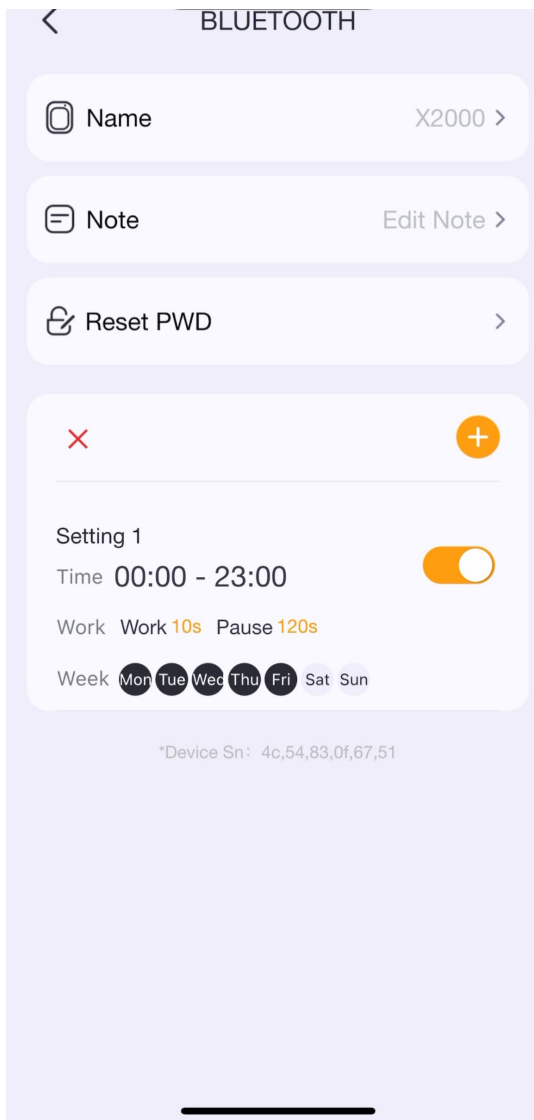 BLUETOOTH
Name X2000 >
Note Edit Note >
Reset PWD >
Setting 1
Time 00:00 - 23:00
Work Work 10s Pause 120s
Week Mon Tue Wed Thu Fri Sat Sun
*Device Sn: 4c,54,83,0f,67,51